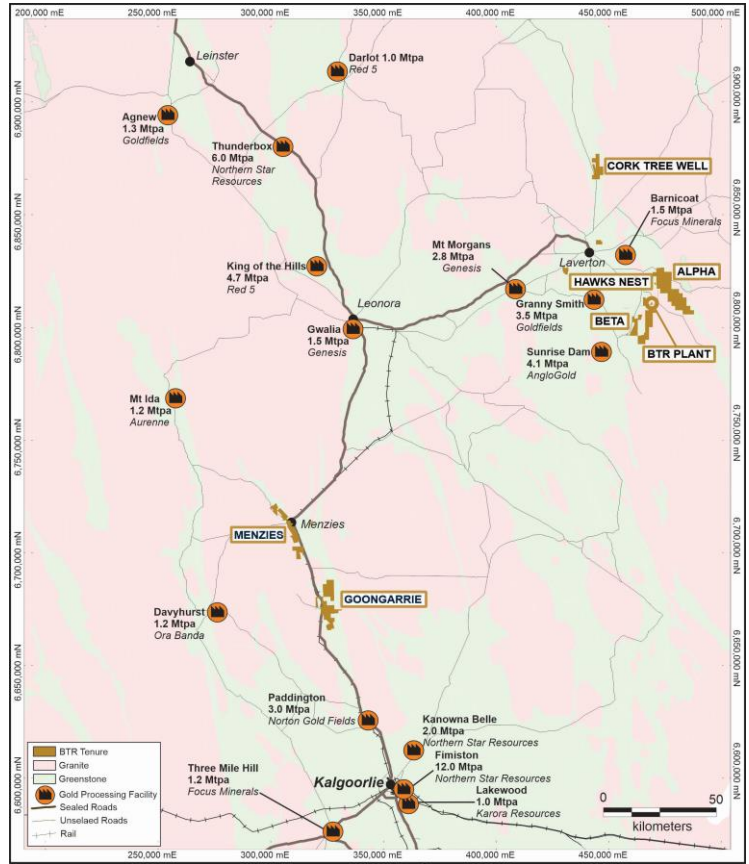 200,000 mE
250,000 mE
300,000 mE
350,000 mE
400,000 mE
450,000 mE
500,000 mE
Leinster
Darlot 1.0 Mtpa
Red 5
6,900,000 mN
6,900,000 mN
Agnew
1.3 Mtpa
Goldfields
Thunderbox
6.0 Mtpa
Northern Star
Resources
CORK TREE WELL
6,850,000 mN
6,850,000 mN
Barnicoat
1.5 Mtpa
Focus Minerals
Mt Morgans
2.8 Mtpa
Genesis
Laverton
King of the Hills
4.7 Mtpa
Red 5
HAWKS NEST
ALPHA
Leonora
Granny Smith
3.5 Mtpa
Goldfields
6,800,000 mN
6,800,000 mN
Gwalia
1.5 Mtpa
Genesis
BETA
BTR PLANT
Sunrise Dam
4.1 Mtpa
AngloGold
Mt Ida
1.2 Mtpa
Aurenne
6,750,000 mN
6,750,000 mN
Menzies
MENZIES
6,700,000 mN
6,700,000 mN
GOONGARRIE
Davyhurst
1.2 Mtpa
Ora Banda
6,650,000 mN
6,650,000 mN
Paddington
3.0 Mtpa
Norton Gold Fields
Kanowna Belle
2.0 Mtpa
Northern Star Resources
Fimiston
12.0 Mtpa
Northern Star Resources
Three Mile Hill
1.2 Mtpa
Focus Minerals
Kalgoorlie
Lakewood
1.0 Mtpa
Karora Resources
6,600,000 mN
6,600,000 mN
BTR Tenure
Granite
Greenstone
Gold Processing Facility
Sealed Roads
Unselaed Roads
Rail
0
50
kilometers
250,000 mE
300,000 mE
350,000 mE
400,000 mE
450,000 mE